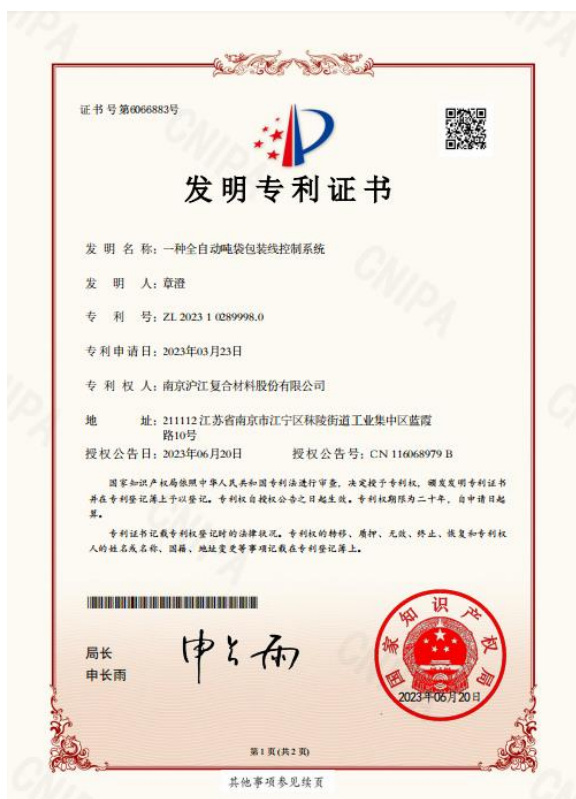 证书号第6066883号
发明专利证书
发明名称：一种全自动吨袋包装线控制系统
发明人：章澄
专利号：ZL 2023 1 0289998.0
专利申请日：2023年03月23日
专利权人：南京沪江复合材料股份有限公司
地址：211112 江苏省南京市江宁区秣陵街道工业集中区蓝霞
路10号
授权公告日：2023年06月20日 授权公告号：CN 116068979 B
国家知识产权局依照中华人民共和国专利法进行审查，决定授予专利权，颁发发明专利证书
并在专利登记簿上予以登记。专利权自授权公告之日起生效。专利权期限为二十年，自申请日起
算。
专利证书记载专利权登记时的法律状况。专利权的转移、质押、无效、终止、恢复和专利权
人的姓名或名称、国籍、地址变更等事项记载在专利登记簿上。
局长
申长雨
申长雨
国家知识产权局
2023年06月20日
第 1 页 (共 2 页)
其他事项参见续页
CNIPA
CNIPA
CNIPA
CNIPA
CNIPA